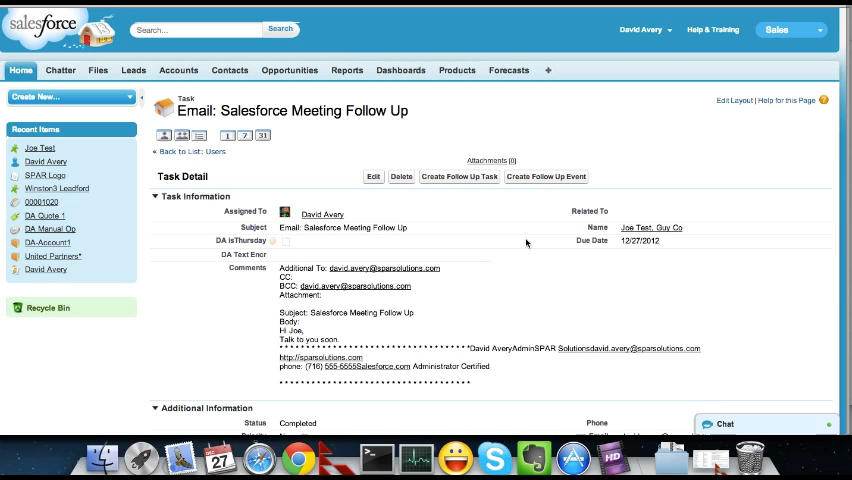 salesforce
Search...
Search
David Avery
Help & Training
Sales
Home Chatter Files Leads Accounts Contacts Opportunities Reports Dashboards Products Forecasts +
Create New...
Recent Items
Joe Test
David Avery
SPAR Logo
Winston3 Leadford
00001020
DA Quote 1
DA Manual Op
DA-Account1
United Partners*
David Avery
Recycle Bin
Task
Email: Salesforce Meeting Follow Up
Edit Layout | Help for this Page
1 7 31
« Back to List: Users
Attachments (0)
Task Detail
Edit Delete Create Follow Up Task Create Follow Up Event
Task Information
Assigned To David Avery Related To
Subject Email: Salesforce Meeting Follow Up Name Joe Test, Guy Co
DA isThursday Due Date 12/27/2012
DA Text Encr
Comments Additional To: david.avery@sparsolutions.com
CC:
BCC: david.avery@sparsolutions.com
Attachment:
Subject: Salesforce Meeting Follow Up
Body:
Hi Joe,
Talk to you soon.
* * * * * * * * * * * * * * * * * * * * * * * * * * * * * * * * * * *David AveryAdminSPAR Solutionsdavid.avery@sparsolutions.com
http://sparsolutions.com
phone: (716) 555-5555Salesforce.com Administrator Certified
* * * * * * * * * * * * * * * * * * * * * * * * * * * * * * * * * * *
Additional Information
Status Completed Phone
Chat
DEC
27
HD